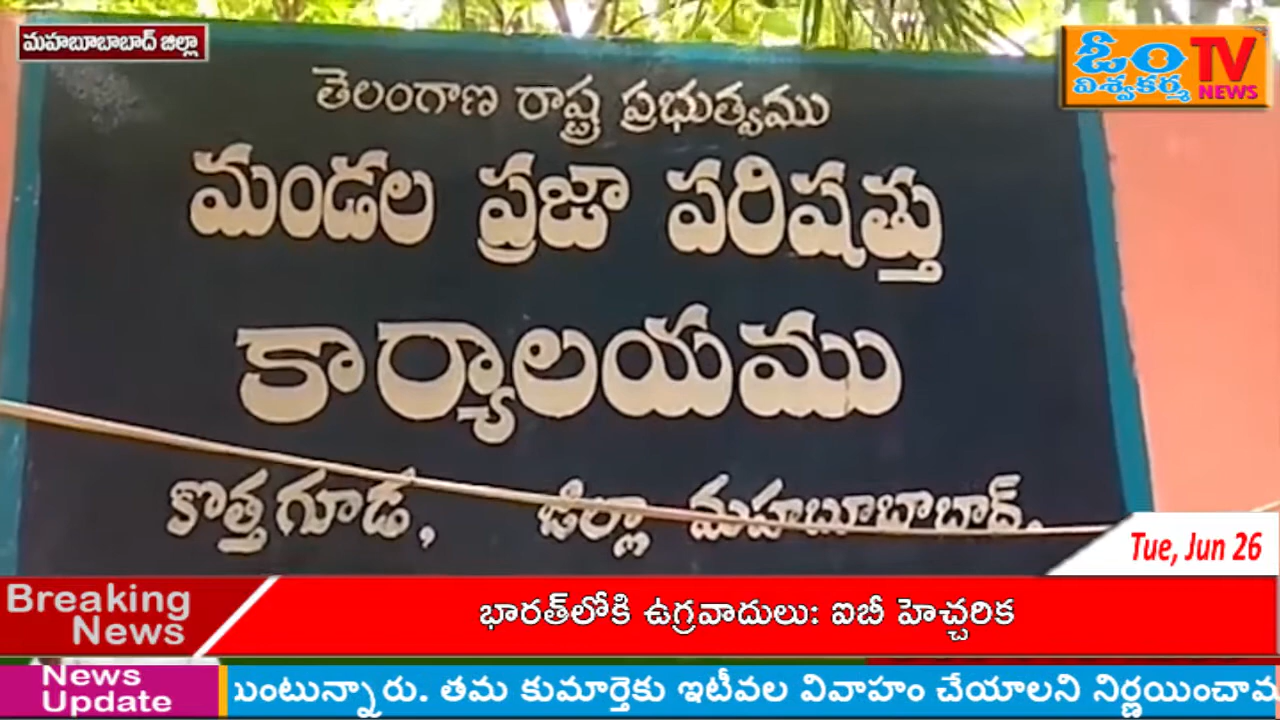 మహబూబాబాద్ జిల్లా
ఓం TV
విశ్వకర్మ NEWS
తెలంగాణ రాష్ట్ర ప్రభుత్వము
మండల ప్రజా పరిషత్తు
కార్యాలయము
కొత్తగూడ, జిల్లా మహబూబాబాద్.
Tue, Jun 26
Breaking News
భారత్‌లోకి ఉగ్రవాదులు: ఐబీ హెచ్చరిక
News Update
తమ కుమార్తెకు ఇటీవల వివాహం చేయాలని